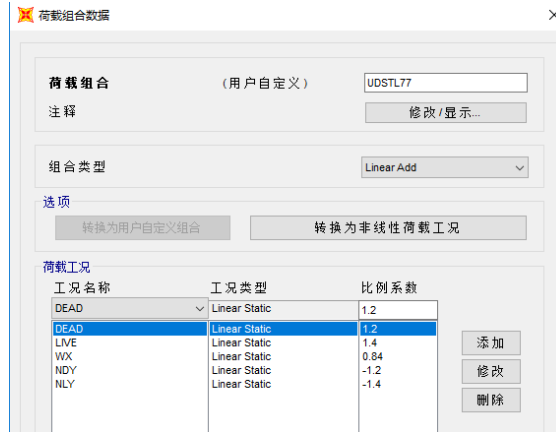 荷载组合数据
荷载组合 (用户自定义) UDSTL77
注释 修改/显示...
组合类型 Linear Add
选项
转换为用户自定义组合 转换为非线性荷载工况
荷载工况
工况名称 工况类型 比例系数
DEAD Linear Static 1.2
DEAD Linear Static 1.2
LIVE Linear Static 1.4
WX Linear Static 0.84
NDY Linear Static -1.2
NLY Linear Static -1.4
添加
修改
删除